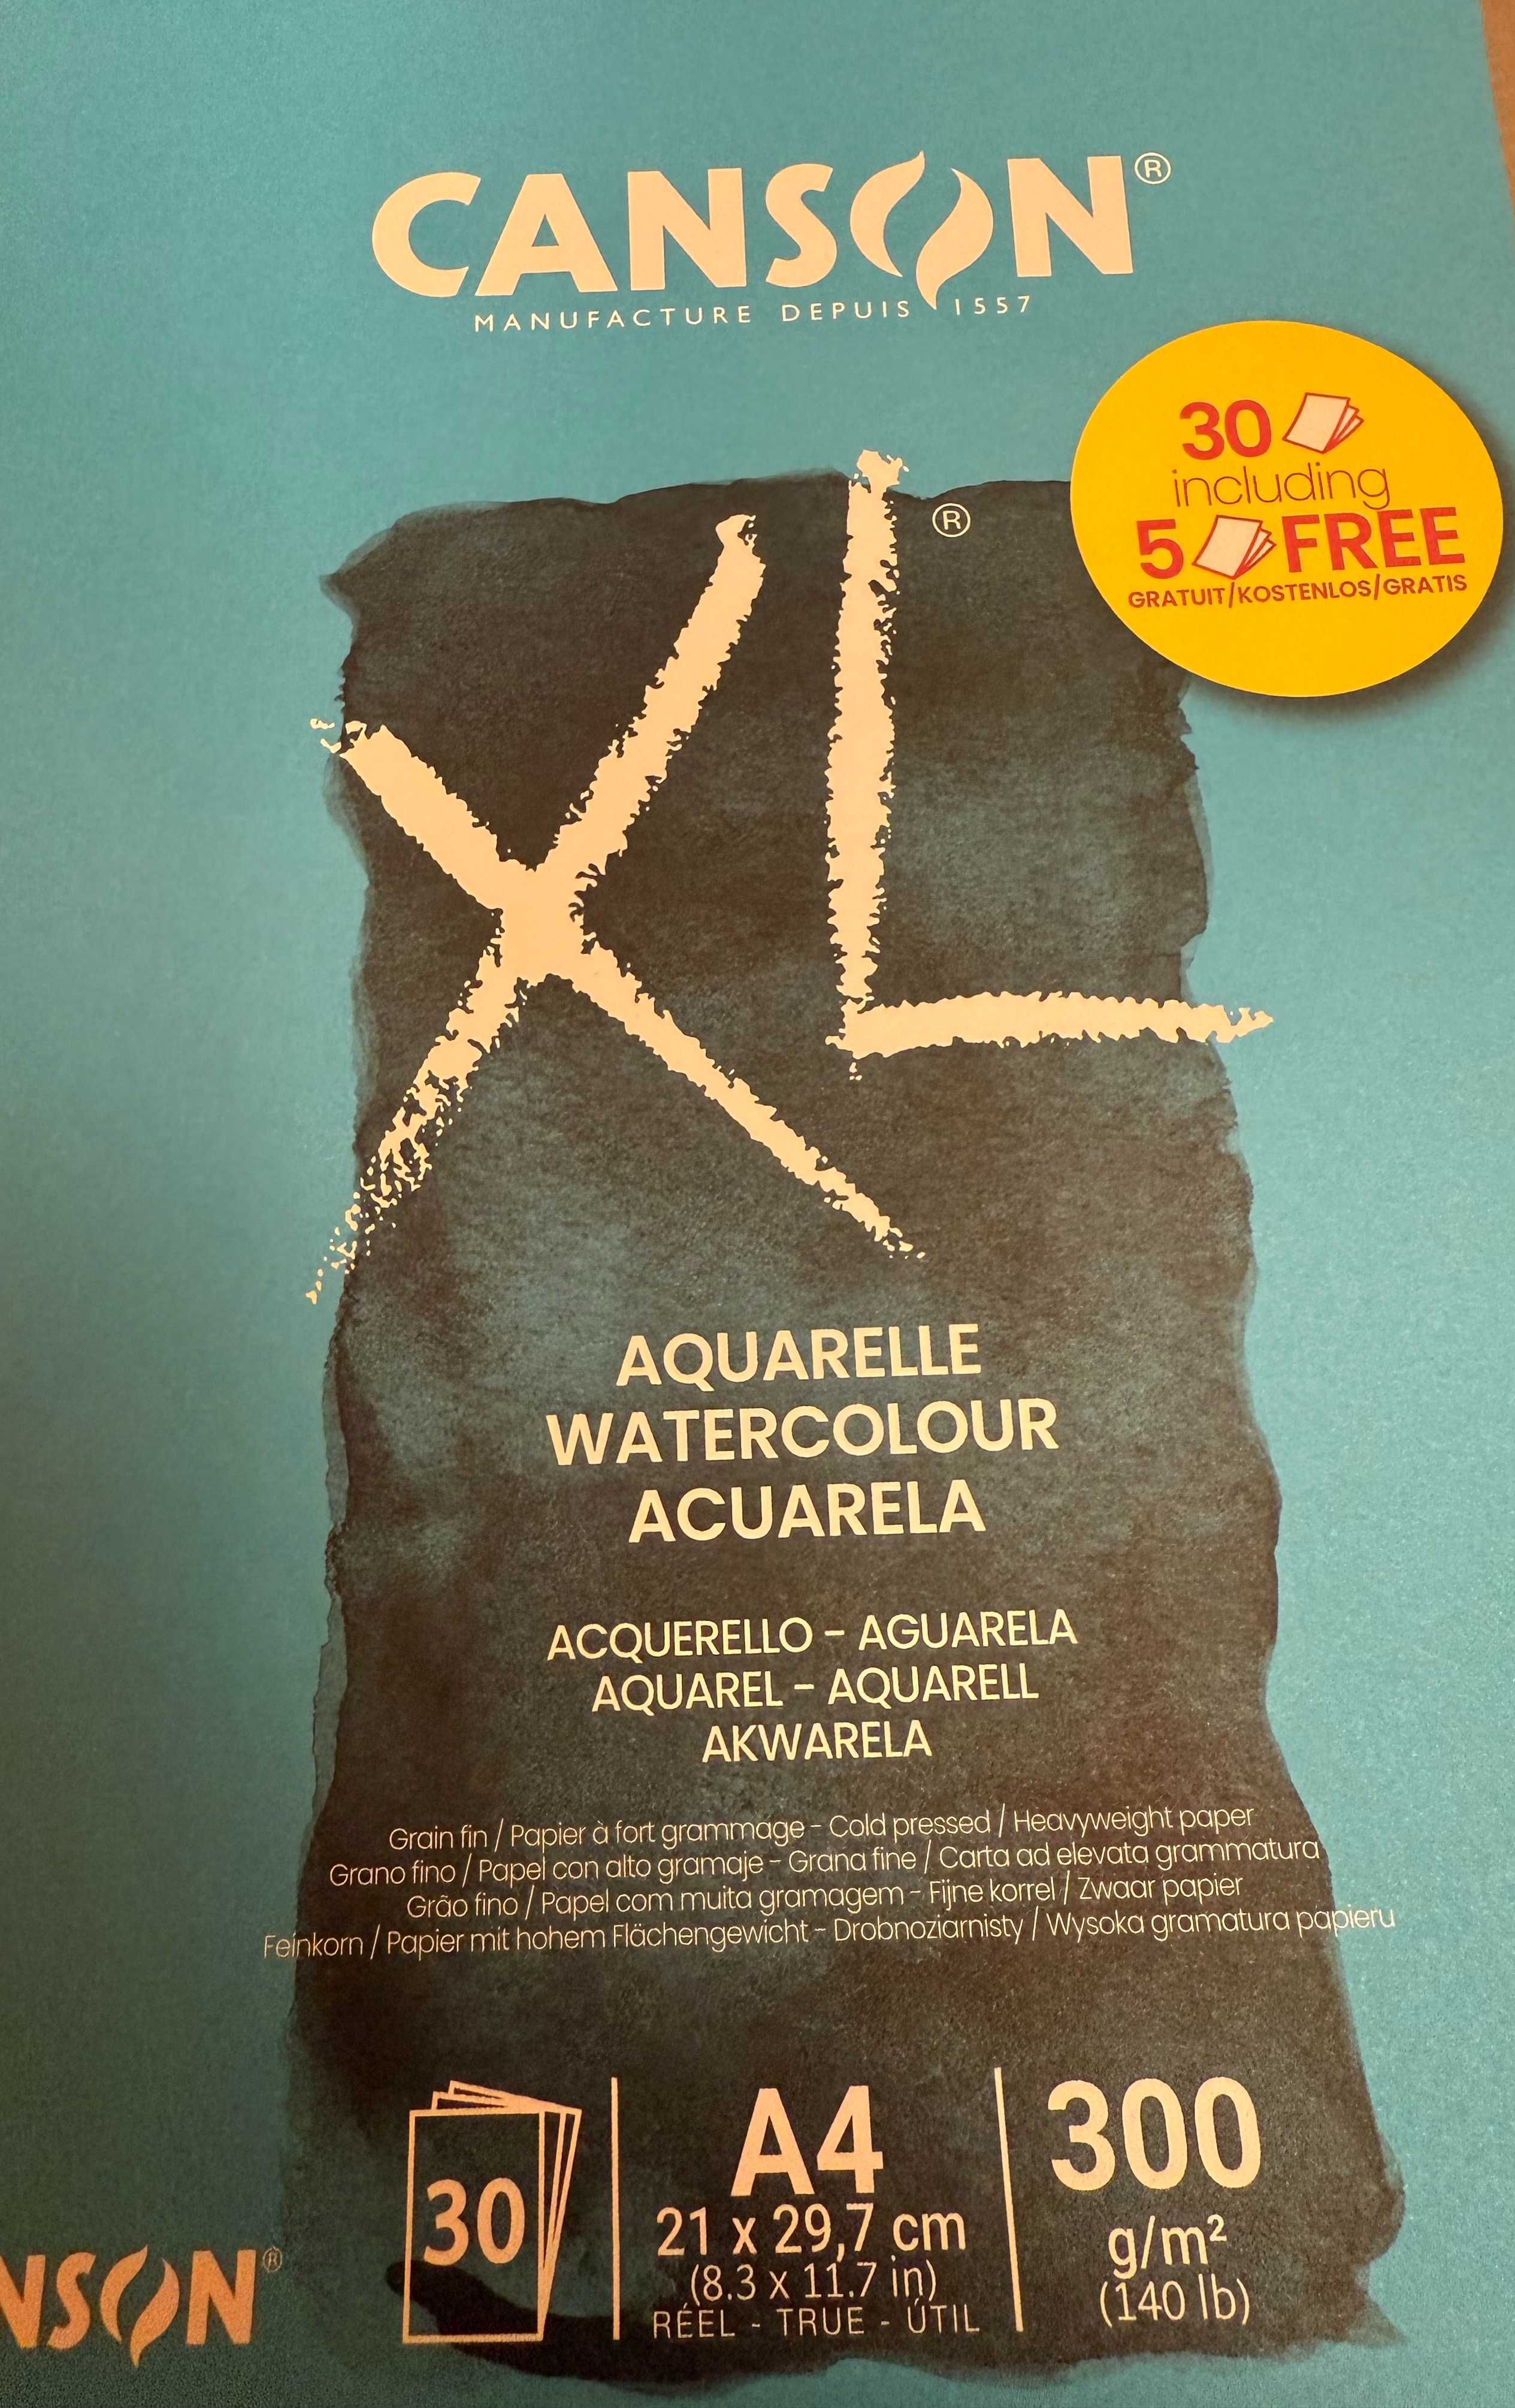 CANSON®
MANUFACTURE DEPUIS 1557
30
including
5 FREE
GRATUIT/KOSTENLOS/GRATIS
XL®
AQUARELLE
WATERCOLOUR
ACUARELA
ACQUERELLO - AGUARELA
AQUAREL - AQUARELL
AKWARELA
Grain fin / Papier à fort grammage - Cold pressed / Heavyweight paper
Grano fino / Papel con alto gramaje - Grana fine / Carta ad elevata grammatura
Grão fino / Papel com muita gramagem - Fijne korrel / Zwaar papier
Feinkorn / Papier mit hohem Flächengewicht - Drobnoziarnisty / Wysoka gramatura papieru
30
A4
21 x 29,7 cm
(8.3 x 11.7 in)
RÉEL - TRUE - ÚTIL
300
g/m²
(140 lb)
NSON®